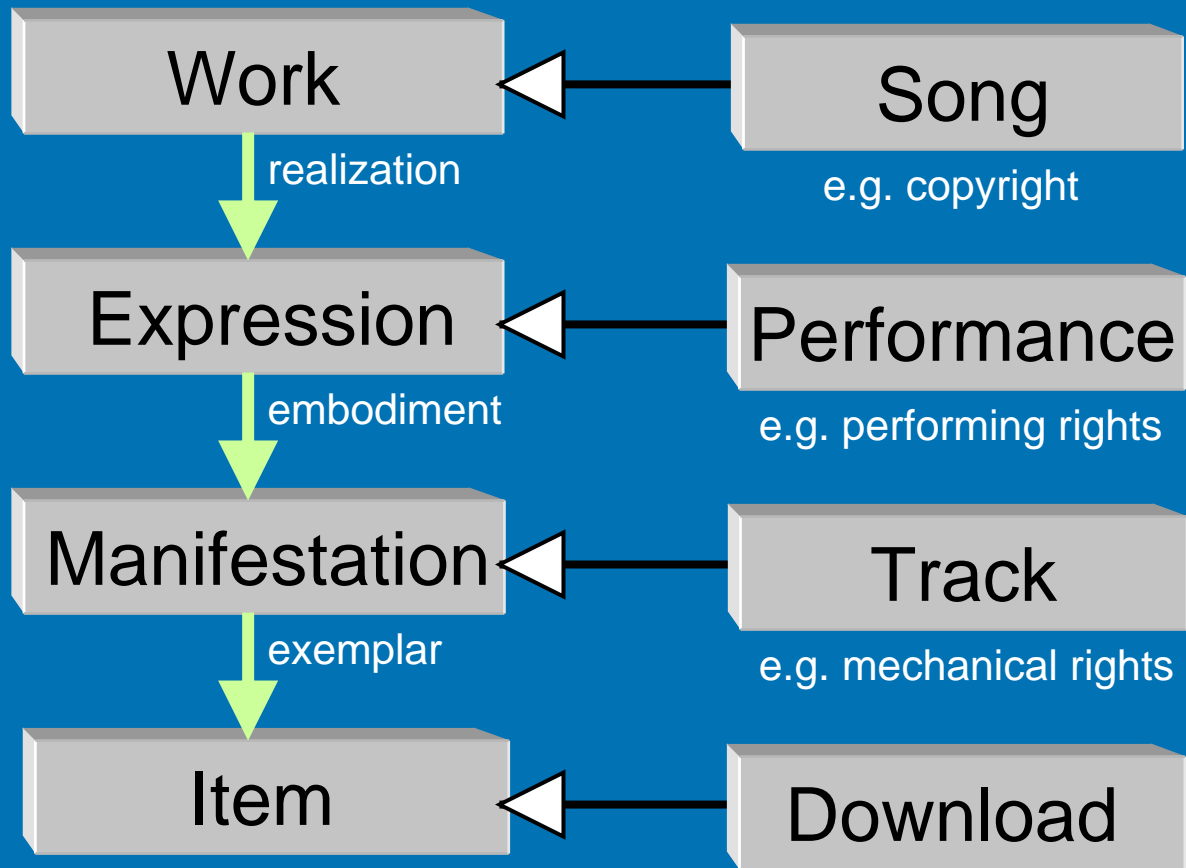 Work
Song
realization
e.g. copyright
Expression
Performance
embodiment
e.g. performing rights
Manifestation
Track
exemplar
e.g. mechanical rights
Item
Download